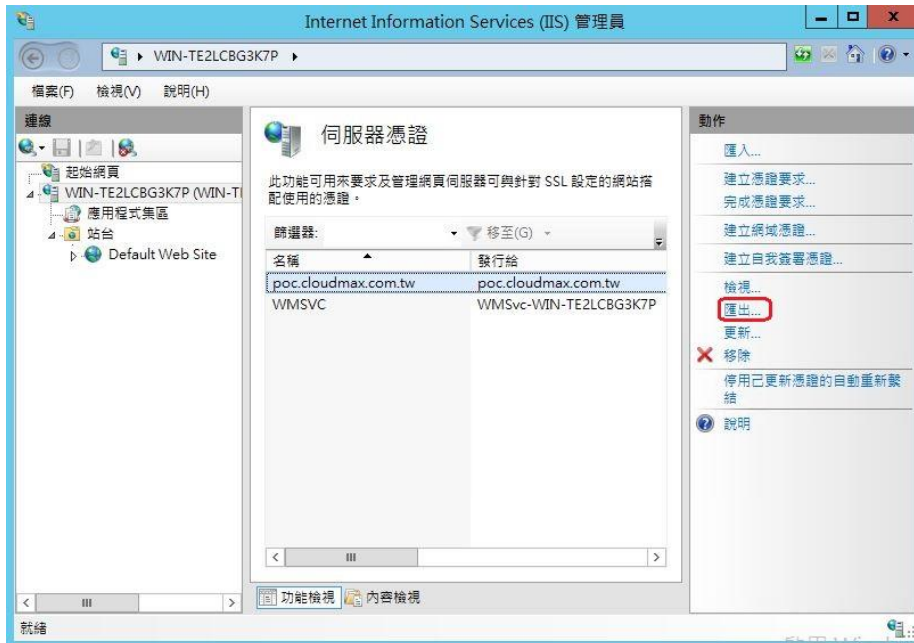 Internet Information Services (IIS) 管理員
WIN-TE2LCBG3K7P
檔案(F) 檢視(V) 說明(H)
連線
起始網頁
WIN-TE2LCBG3K7P (WIN-TI
應用程式集區
站台
Default Web Site
伺服器憑證
此功能可用來要求及管理網頁伺服器可與針對 SSL 設定的網站搭
配使用的憑證。
篩選器: 移至(G)
名稱 發行給
poc.cloudmax.com.tw poc.cloudmax.com.tw
WMSVC WMSvc-WIN-TE2LCBG3K7P
功能檢視 內容檢視
動作
匯入...
建立憑證要求...
完成憑證要求...
建立網域憑證...
建立自我簽署憑證...
檢視...
匯出...
更新...
移除
停用已更新憑證的自動重新繫
結
說明
就緒